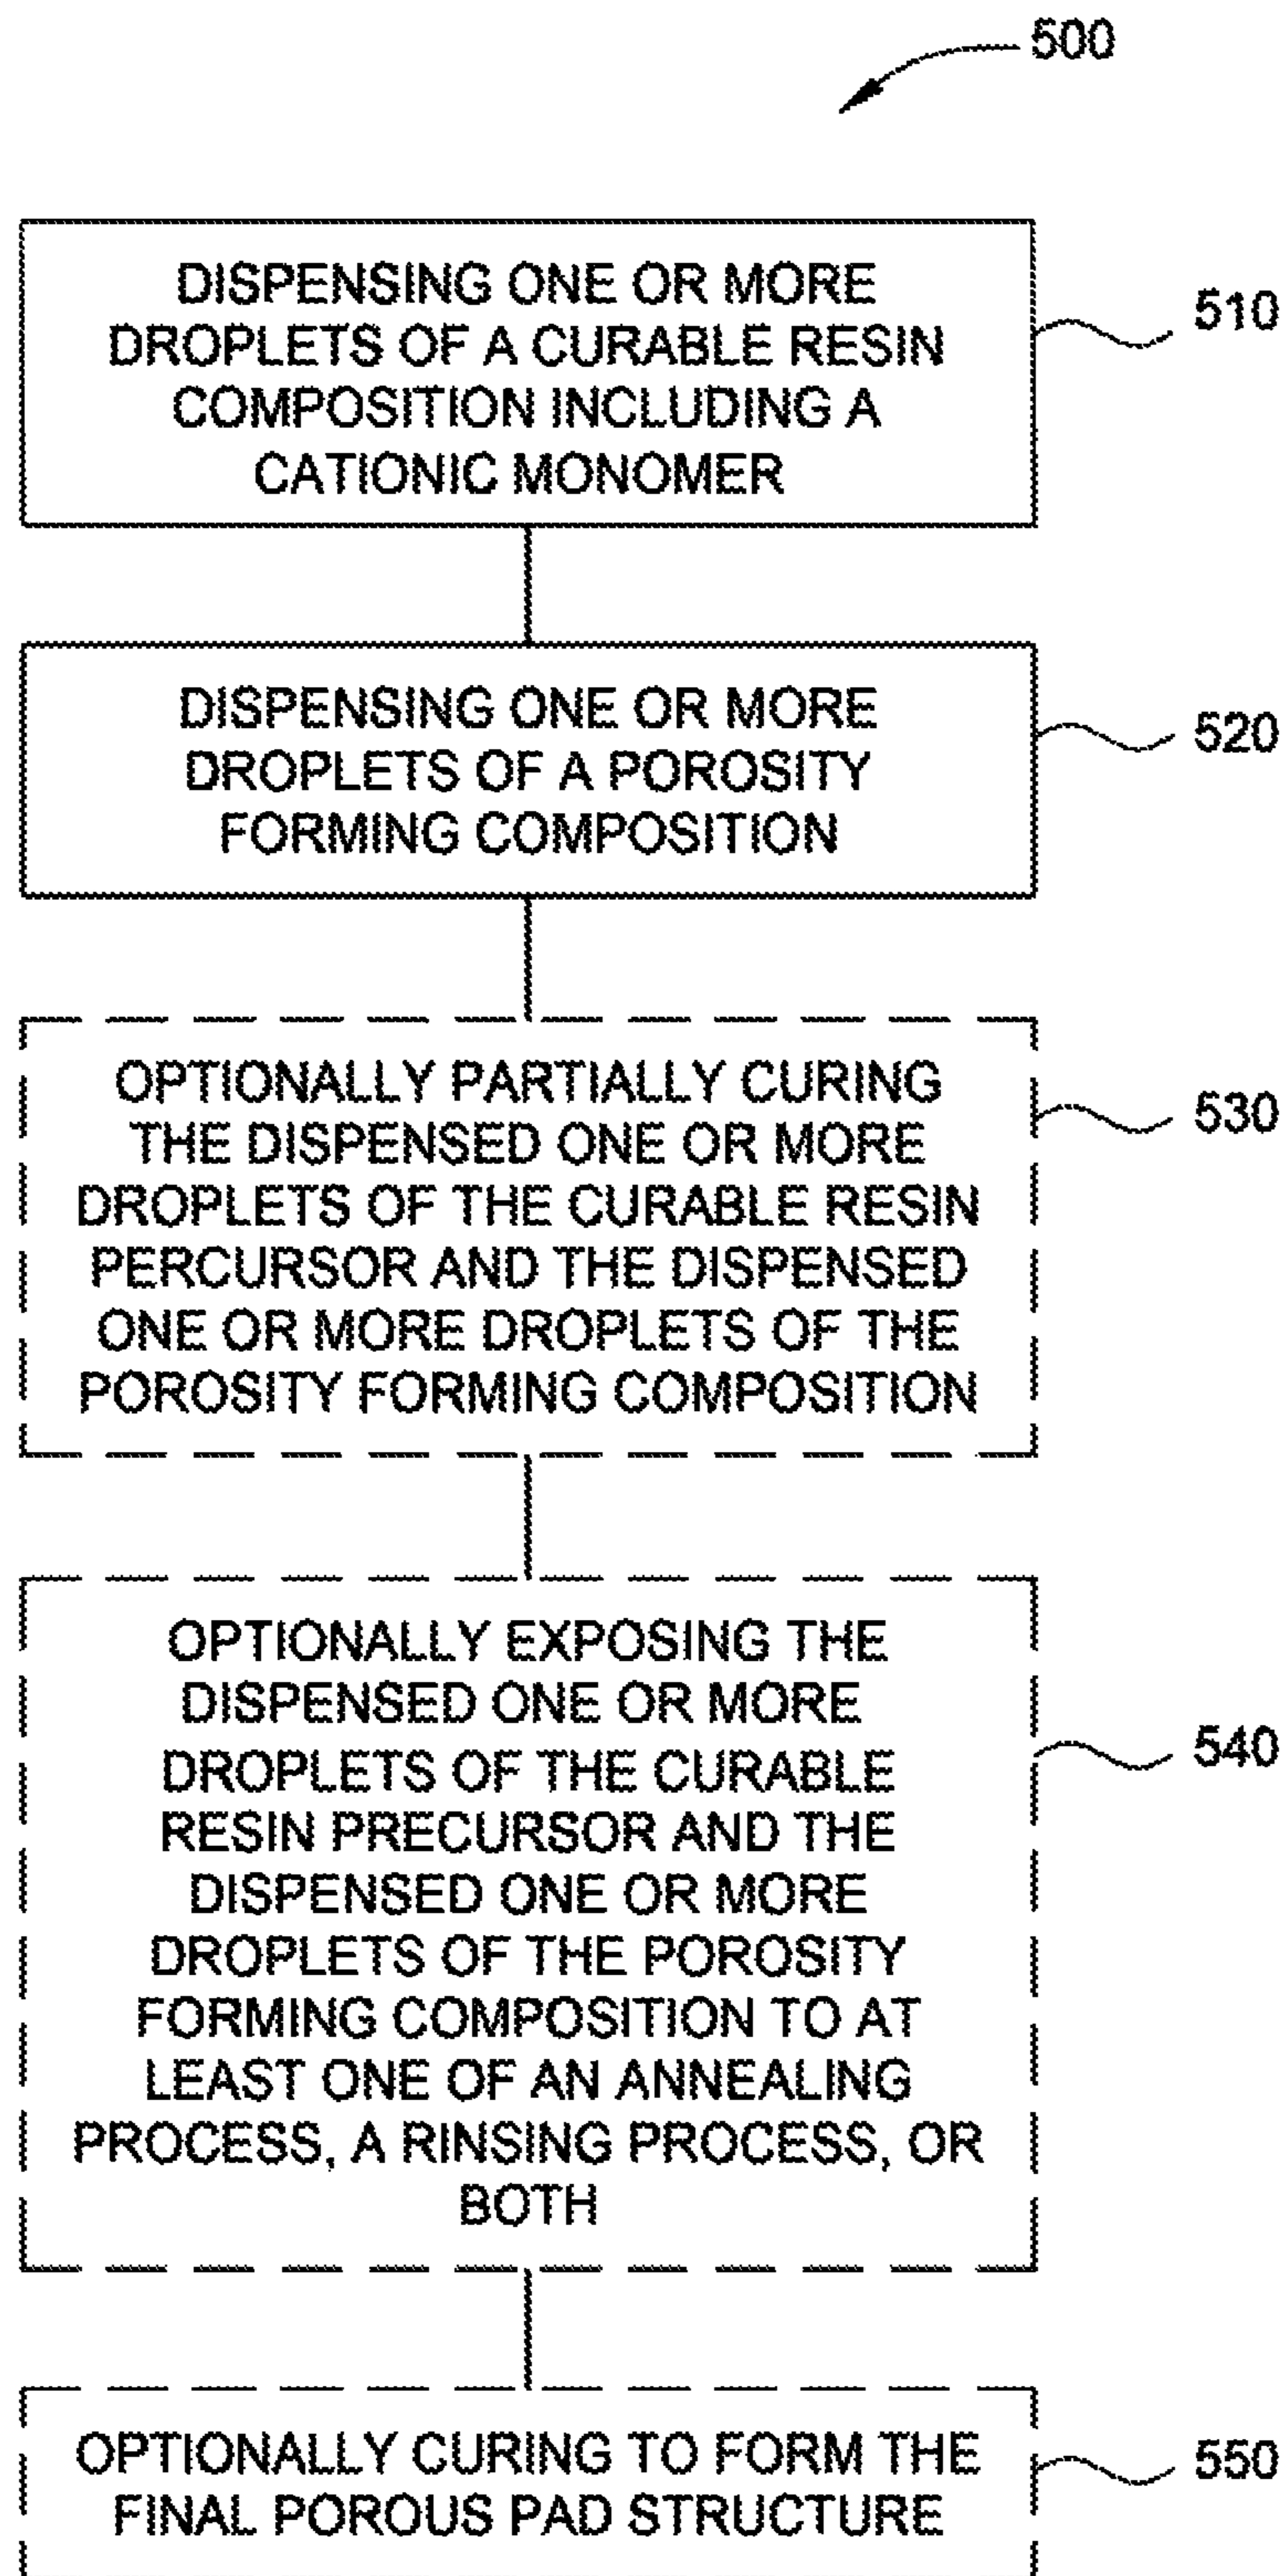 500
DISPENSING ONE OR MORE
DROPLETS OF A CURABLE RESIN
COMPOSITION INCLUDING A
CATIONIC MONOMER
510
DISPENSING ONE OR MORE
DROPLETS OF A POROSITY
FORMING COMPOSITION
520
OPTIONALLY PARTIALLY CURING
THE DISPENSED ONE OR MORE
DROPLETS OF THE CURABLE RESIN
PERCURSOR AND THE DISPENSED
ONE OR MORE DROPLETS OF THE
POROSITY FORMING COMPOSITION
530
OPTIONALLY EXPOSING THE
DISPENSED ONE OR MORE
DROPLETS OF THE CURABLE
RESIN PRECURSOR AND THE
DISPENSED ONE OR MORE
DROPLETS OF THE POROSITY
FORMING COMPOSITION TO AT
LEAST ONE OF AN ANNEALING
PROCESS, A RINSING PROCESS, OR
BOTH
540
OPTIONALLY CURING TO FORM THE
FINAL POROUS PAD STRUCTURE
550